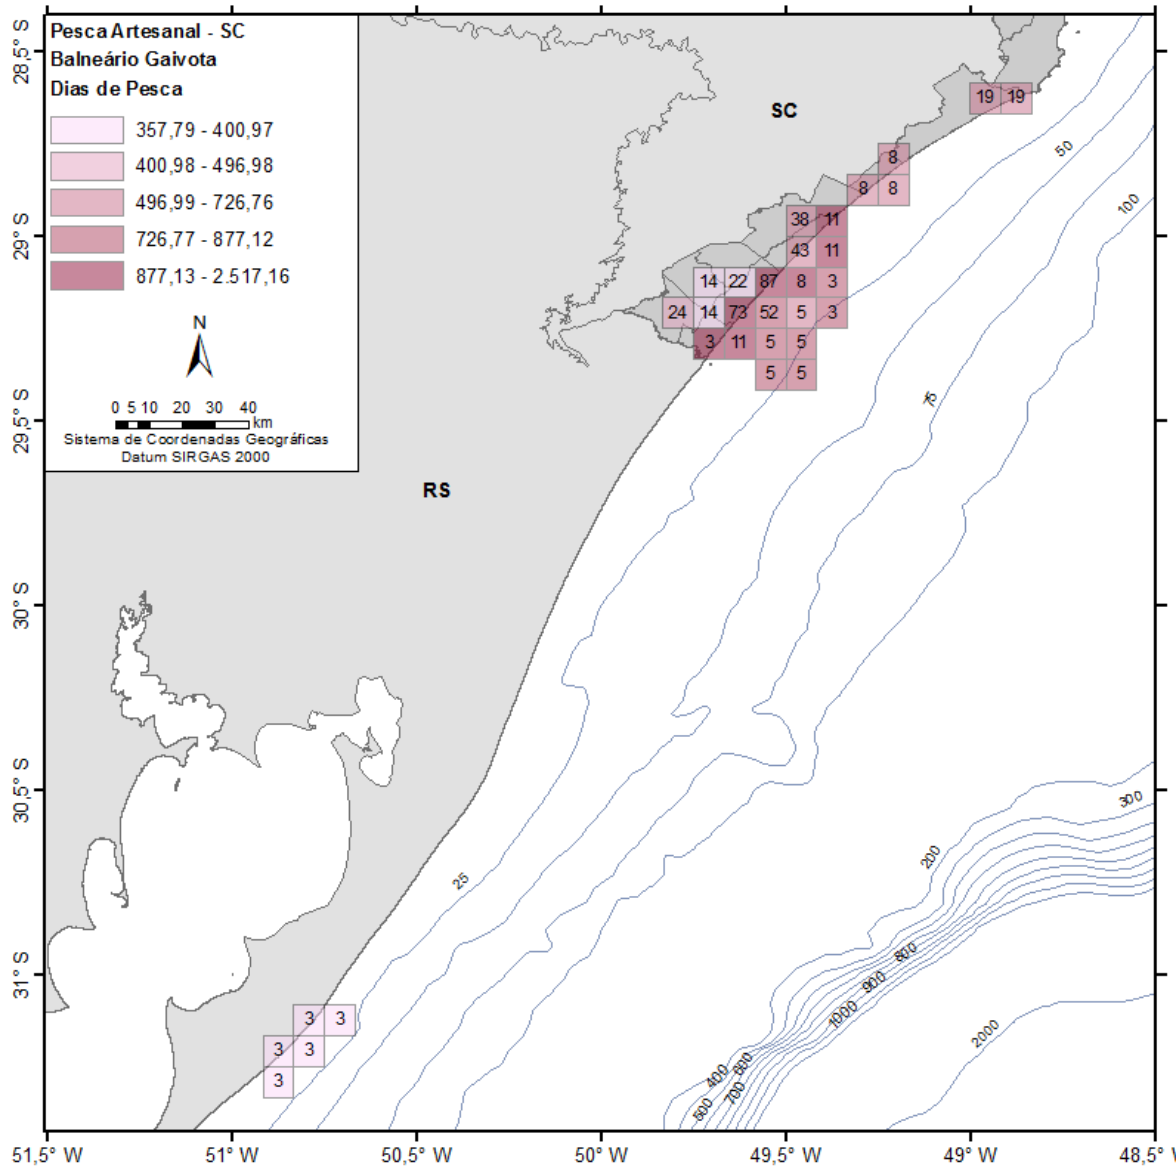 Pesca Artesanal - SC
Balneário Gaivota
Dias de Pesca
357,79 - 400,97
400,98 - 496,98
496,99 - 726,76
726,77 - 877,12
877,13 - 2.517,16
N
0 5 10 20 30 40
km
Sistema de Coordenadas Geográficas
Datum SIRGAS 2000
SC
RS
19 19
8
8 8
38 11
43 11
14 22 87 8 3
24 14 73 52 5 3
3 11 5 5
5 5
3 3
3 3
3
50
100
75
25
300
200
800
900
1000
2000
400
600
500
700
28,5° S
29° S
29,5° S
30° S
30,5° S
31° S
51,5° W 51° W 50,5° W 50° W 49,5° W 49° W 48,5° W